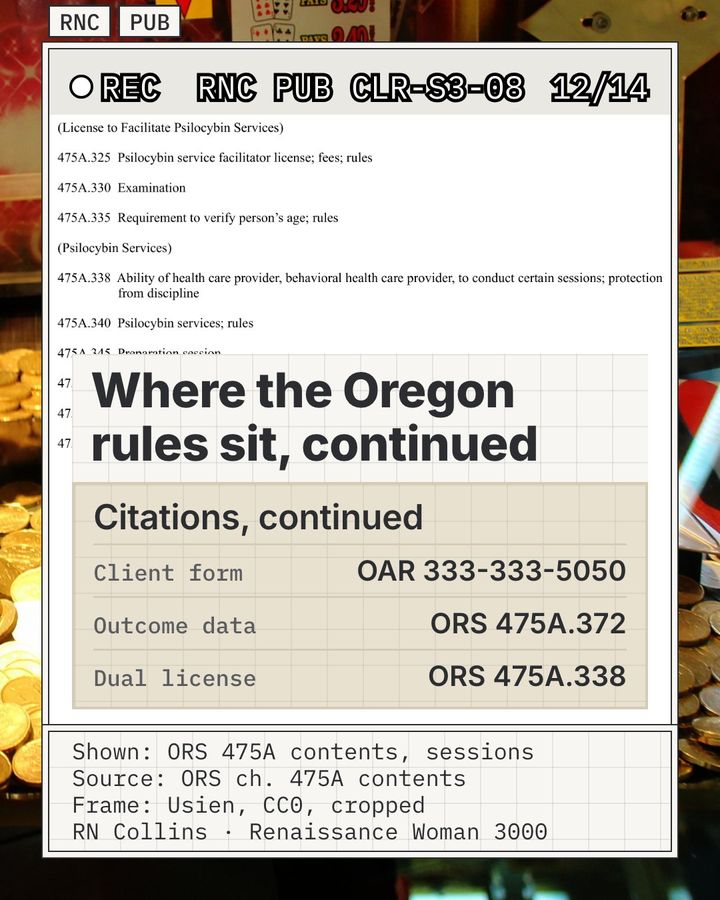 RNC PUB
REC RNC PUB CLR-S3-08 12/14
(License to Facilitate Psilocybin Services)
475A.325 Psilocybin service facilitator license; fees; rules
475A.330 Examination
475A.335 Requirement to verify person’s age; rules
(Psilocybin Services)
475A.338 Ability of health care provider, behavioral health care provider, to conduct certain sessions; protection
from discipline
475A.340 Psilocybin services; rules
475A.345 Preparation session
Where the Oregon
rules sit, continued
Citations, continued
Client form OAR 333-333-5050
Outcome data ORS 475A.372
Dual license ORS 475A.338
Shown: ORS 475A contents, sessions
Source: ORS ch. 475A contents
Frame: Usien, CC0, cropped
RN Collins · Renaissance Woman 3000